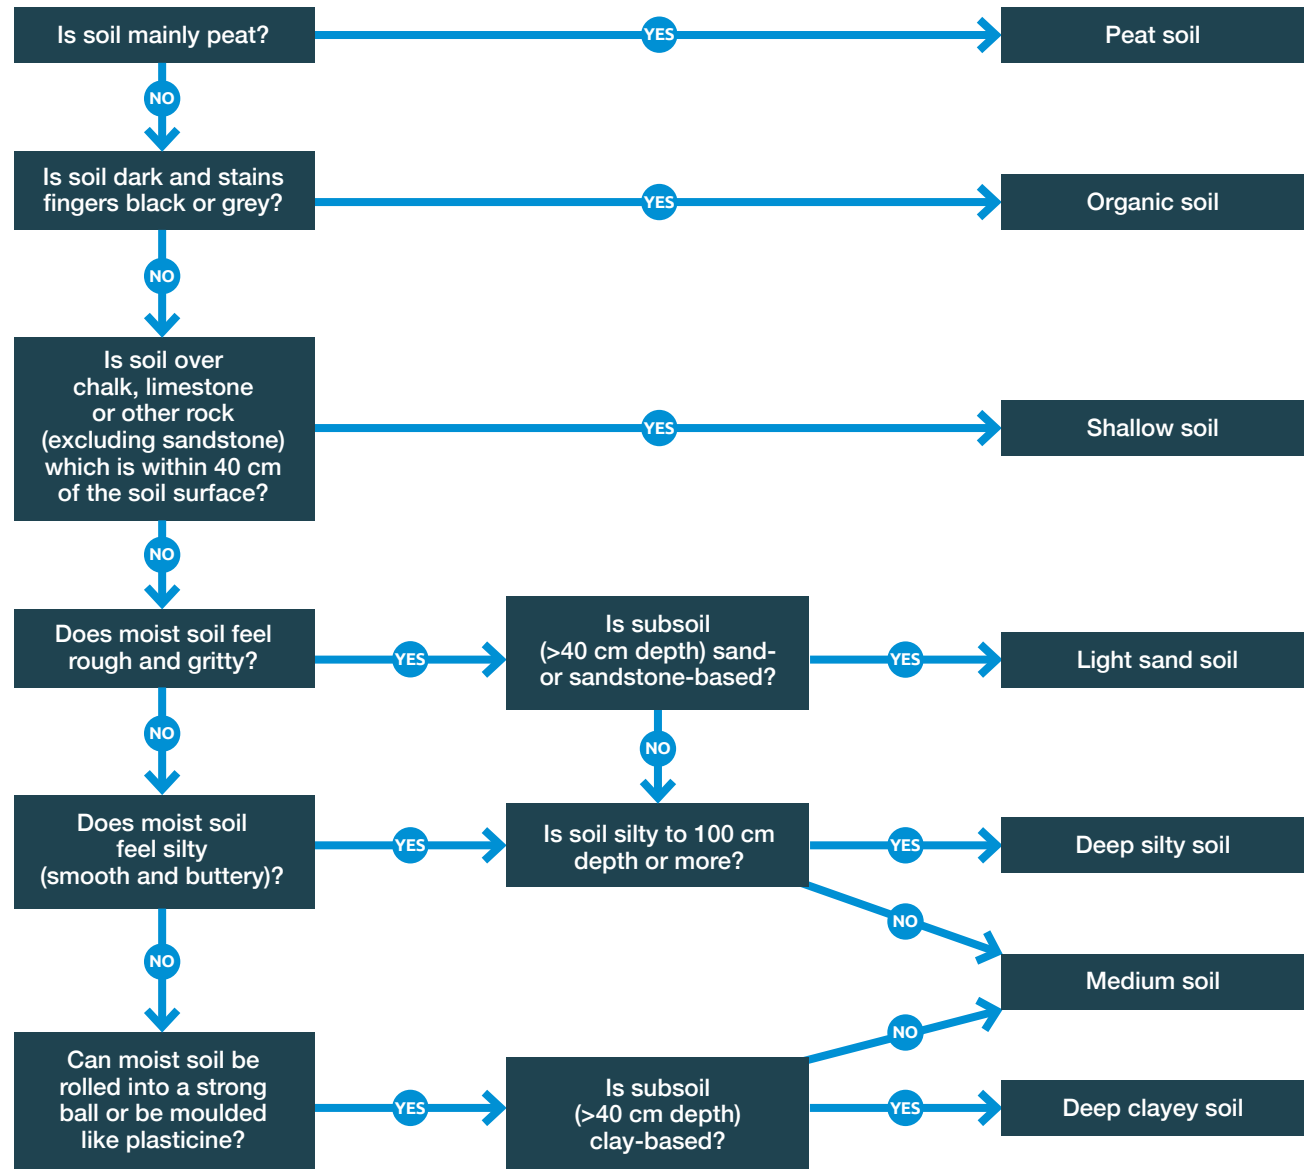 Is soil mainly peat?
YES
Peat soil
NO
Is soil dark and stains
fingers black or grey?
YES
Organic soil
NO
Is soil over
chalk, limestone
or other rock
(excluding sandstone)
which is within 40 cm
of the soil surface?
YES
Shallow soil
NO
Does moist soil feel
rough and gritty?
YES
Is subsoil
(>40 cm depth) sand-
or sandstone-based?
YES
Light sand soil
NO
NO
Does moist soil
feel silty
(smooth and buttery)?
YES
Is soil silty to 100 cm
depth or more?
YES
Deep silty soil
NO
Medium soil
NO
NO
Can moist soil be
rolled into a strong
ball or be moulded
like plasticine?
YES
Is subsoil
(>40 cm depth)
clay-based?
YES
Deep clayey soil